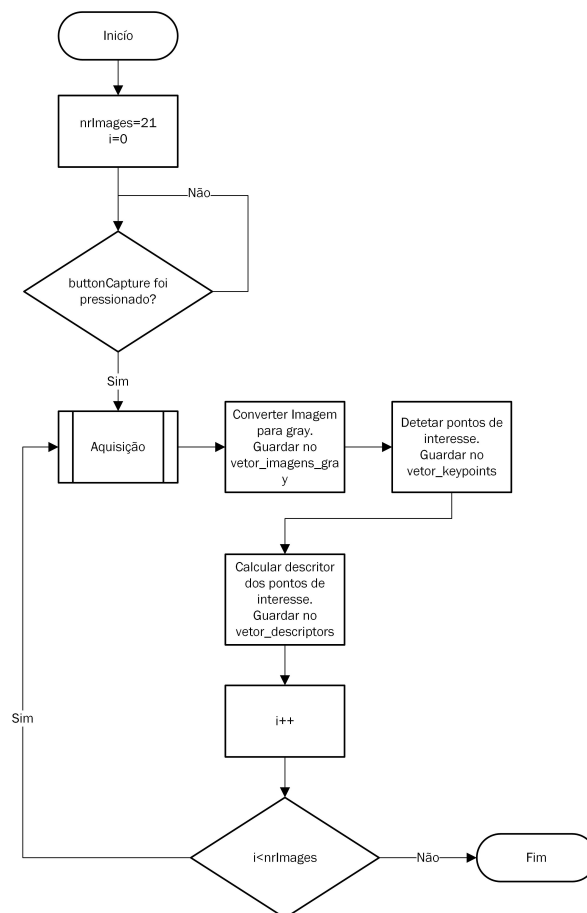 Inicío
nrImages=21
i=0
Não
buttonCapture foi
pressionado?
Sim
Aquisição
Converter Imagem
para gray.
Guardar no
vetor_imagens_gra
y
Detetar pontos de
interesse.
Guardar no
vetor_keypoints
Calcular descritor
dos pontos de
interesse.
Guardar no
vetor_descriptors
i++
Sim
i<nrImages
Não
Fim